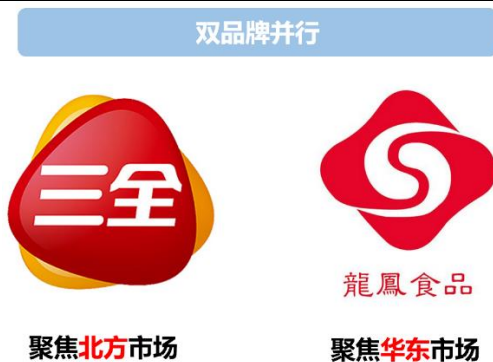 双品牌并行
三全
龍鳳食品
聚焦北方市场
聚焦华东市场